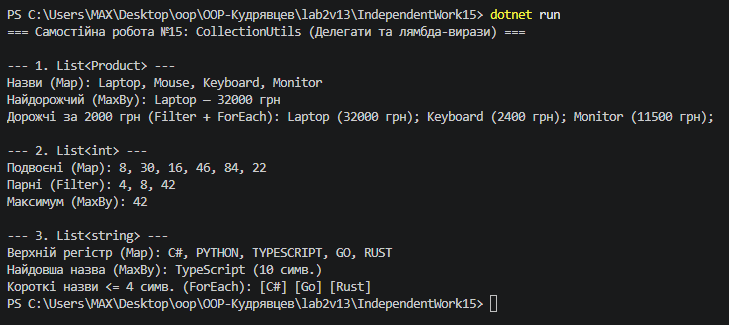 PS C:\Users\MAX\Desktop\oop\OOP-Кудрявцев\lab2v13\IndependentWork15> dotnet run
=== Самостійна робота №15: CollectionUtils (Делегати та лямбда-вирази) ===
--- 1. List<Product> ---
Назви (Map): Laptop, Mouse, Keyboard, Monitor
Найдорожчий (MaxBy): Laptop — 32000 грн
Дорожчі за 2000 грн (Filter + ForEach): Laptop (32000 грн); Keyboard (2400 грн); Monitor (11500 грн);
--- 2. List<int> ---
Подвоєні (Map): 8, 30, 16, 46, 84, 22
Парні (Filter): 4, 8, 42
Максимум (MaxBy): 42
--- 3. List<string> ---
Верхній регістр (Map): C#, PYTHON, TYPESCRIPT, GO, RUST
Найдовша назва (MaxBy): TypeScript (10 симв.)
Короткі назви <= 4 симв. (ForEach): [C#] [Go] [Rust]
PS C:\Users\MAX\Desktop\oop\OOP-Кудрявцев\lab2v13\IndependentWork15>